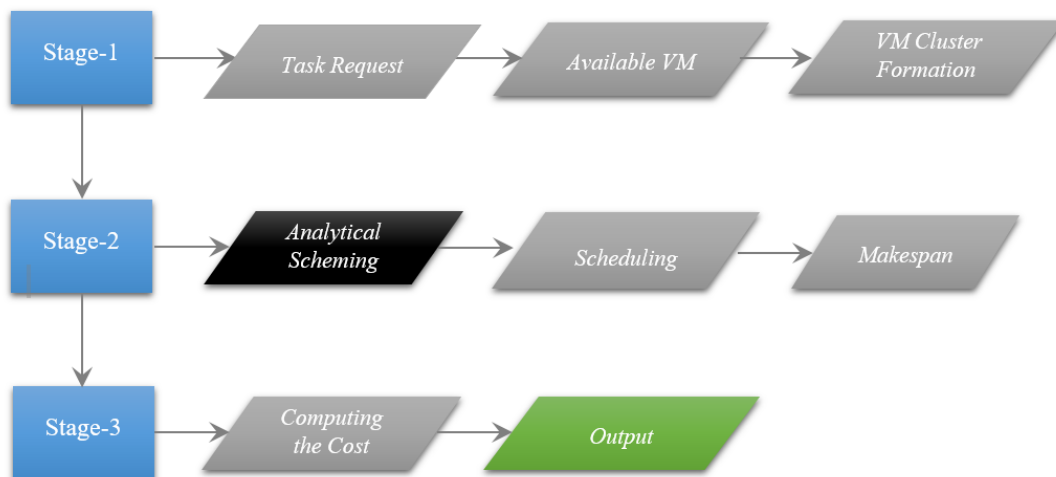 Stage-1
Task Request
Available VM
VM Cluster
Formation
Stage-2
Analytical
Scheming
Scheduling
Makespan
Stage-3
Computing
the Cost
Output